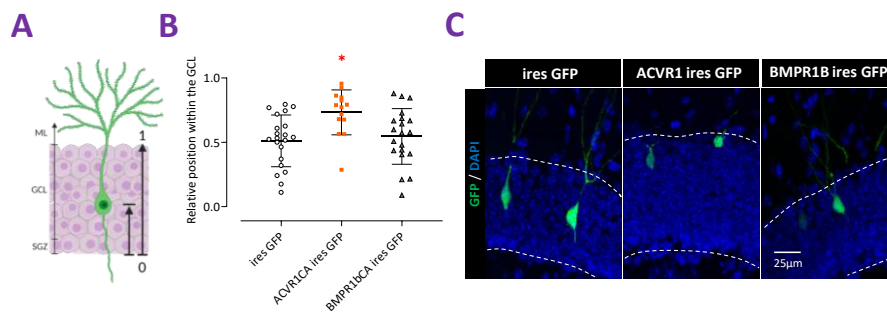 A
ML
GCL
SGZ
1
0
B
Relative position within the GCL
1.0
0.5
0.0
*
ires GFP
ACVR1CA ires GFP
BMPR1bCA ires GFP
C
ires GFP
ACVR1 ires GFP
BMPR1B ires GFP
GFP / DAPI
25μm